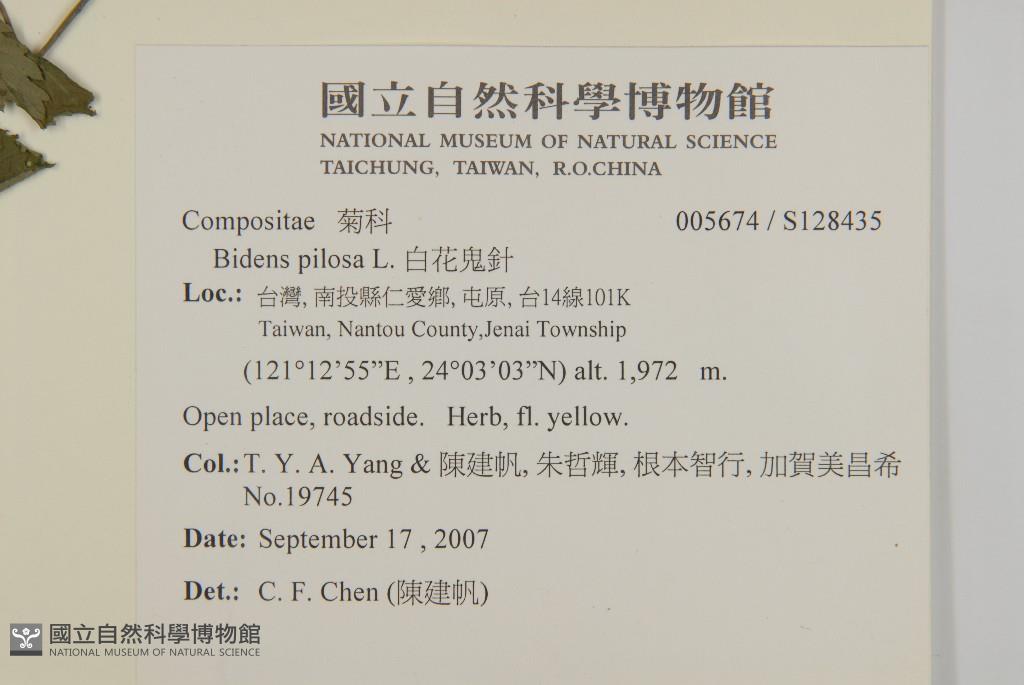 國立自然科學博物館
NATIONAL MUSEUM OF NATURAL SCIENCE
TAICHUNG, TAIWAN, R.O.CHINA
Compositae 菊科 005674 / S128435
Bidens pilosa L. 白花鬼針
Loc.: 台灣, 南投縣仁愛鄉, 屯原, 台14線101K
Taiwan, Nantou County,Jenai Township
(121°12’55”E , 24°03’03”N) alt. 1,972 m.
Open place, roadside. Herb, fl. yellow.
Col.: T. Y. A. Yang & 陳建帆, 朱哲輝, 根本智行, 加賀美昌希
No.19745
Date: September 17 , 2007
Det.: C. F. Chen (陳建帆)
國立自然科學博物館
NATIONAL MUSEUM OF NATURAL SCIENCE